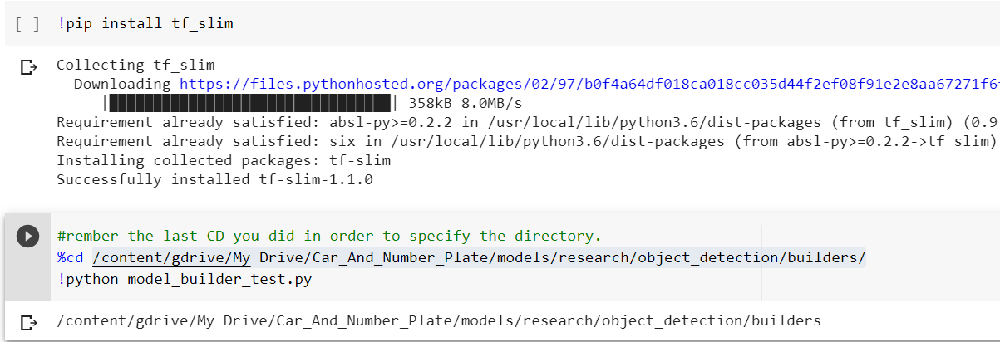 [ ] !pip install tf_slim
Collecting tf_slim
Downloading https://files.pythonhosted.org/packages/02/97/b0f4a64df018ca018cc035d44f2ef08f91e2e8aa67271f6
| 358kB 8.0MB/s
Requirement already satisfied: absl-py>=0.2.2 in /usr/local/lib/python3.6/dist-packages (from tf_slim) (0.9
Requirement already satisfied: six in /usr/local/lib/python3.6/dist-packages (from absl-py>=0.2.2->tf_slim)
Installing collected packages: tf-slim
Successfully installed tf-slim-1.1.0
#rember the last CD you did in order to specify the directory.
%cd /content/gdrive/My Drive/Car_And_Number_Plate/models/research/object_detection/builders/
!python model_builder_test.py
/content/gdrive/My Drive/Car_And_Number_Plate/models/research/object_detection/builders